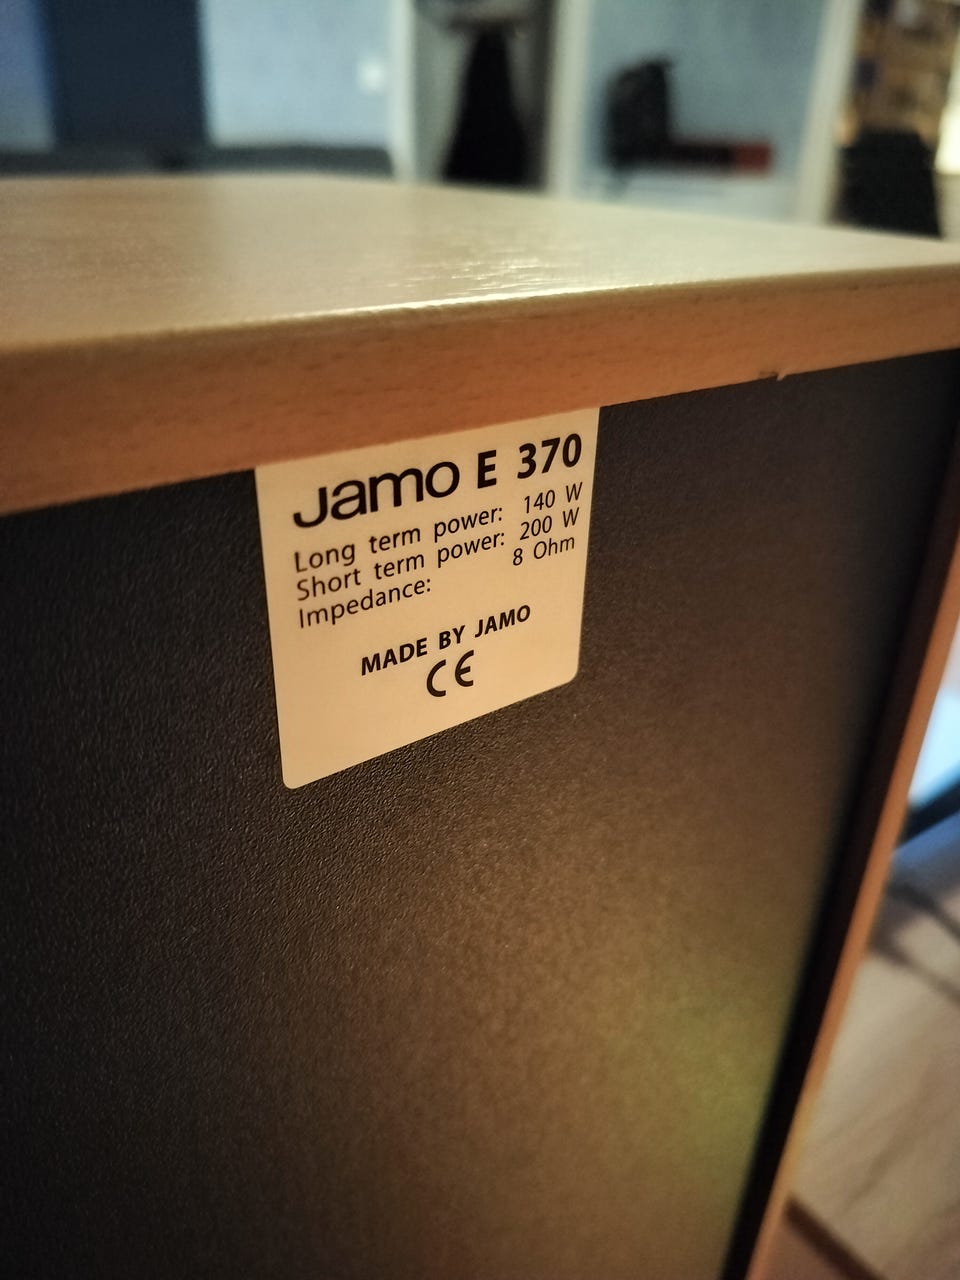 Jamo E 370
Long term power: 140 W
Short term power: 200 W
Impedance: 8 Ohm
MADE BY JAMO
CE